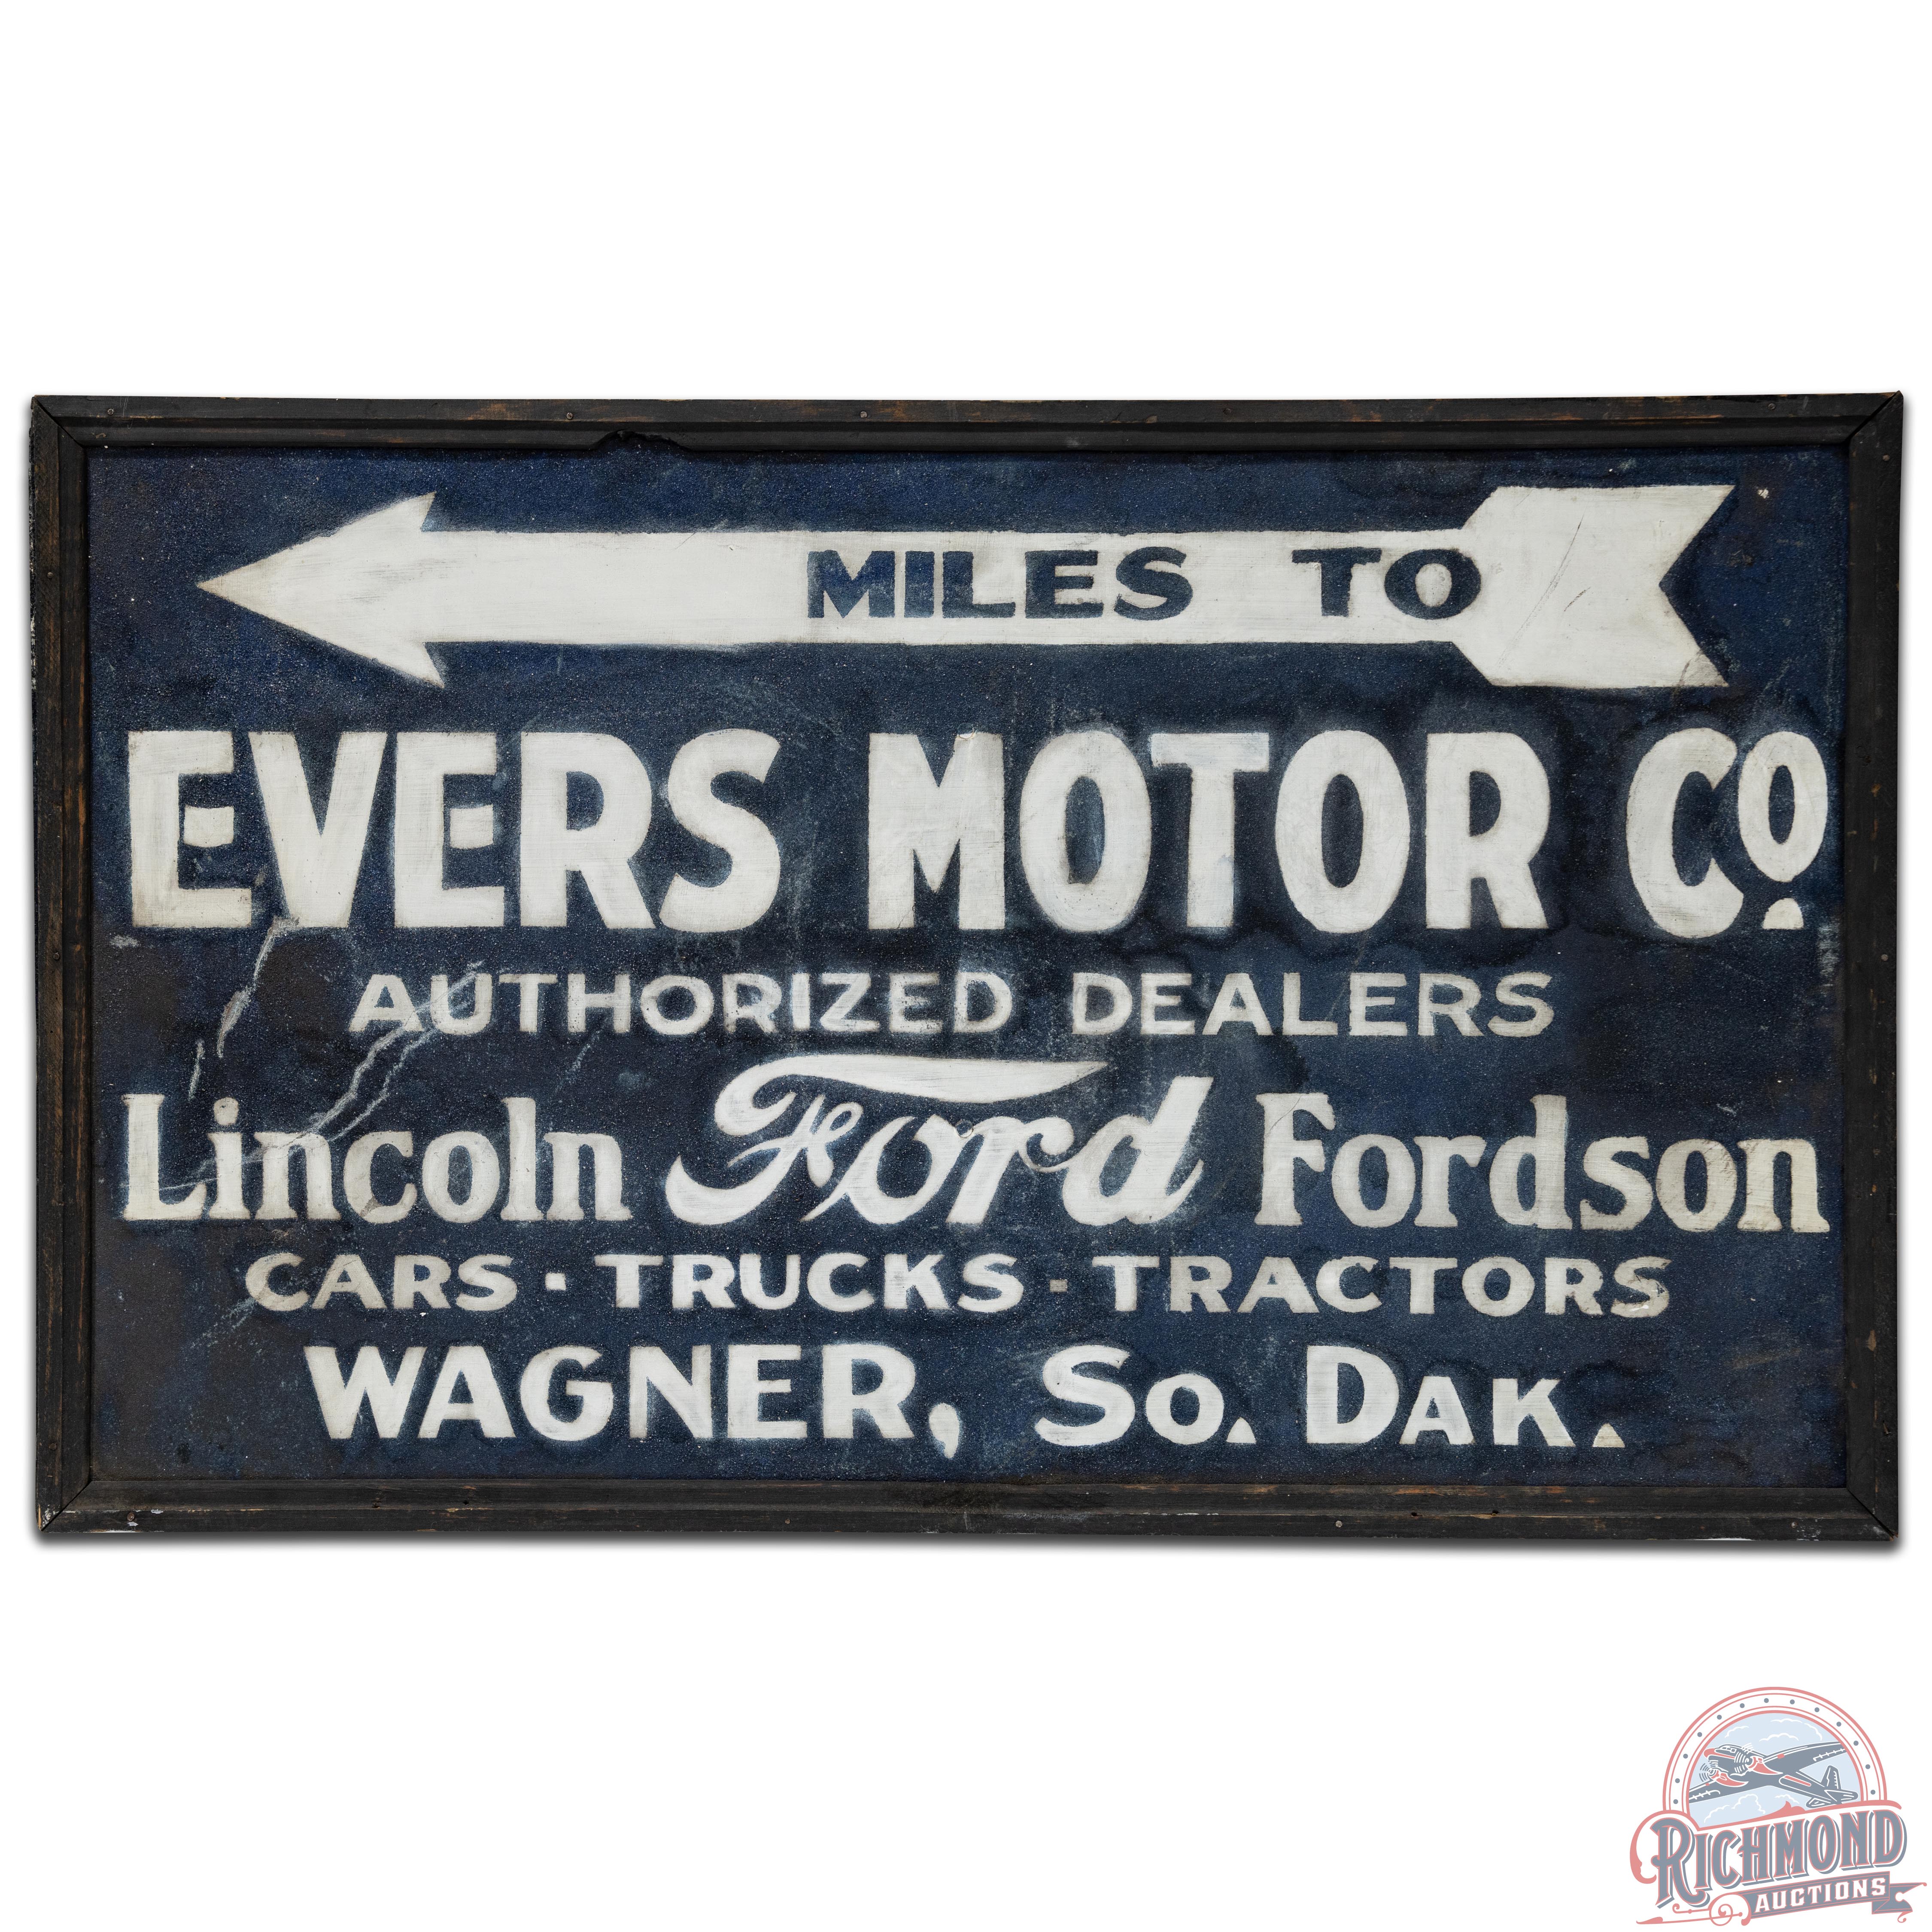 MILES TO
EVERS MOTOR Co.
AUTHORIZED DEALERS
Lincoln Ford Fordson
CARS - TRUCKS - TRACTORS
WAGNER, So. DAK.
RICHMOND
AUCTIONS